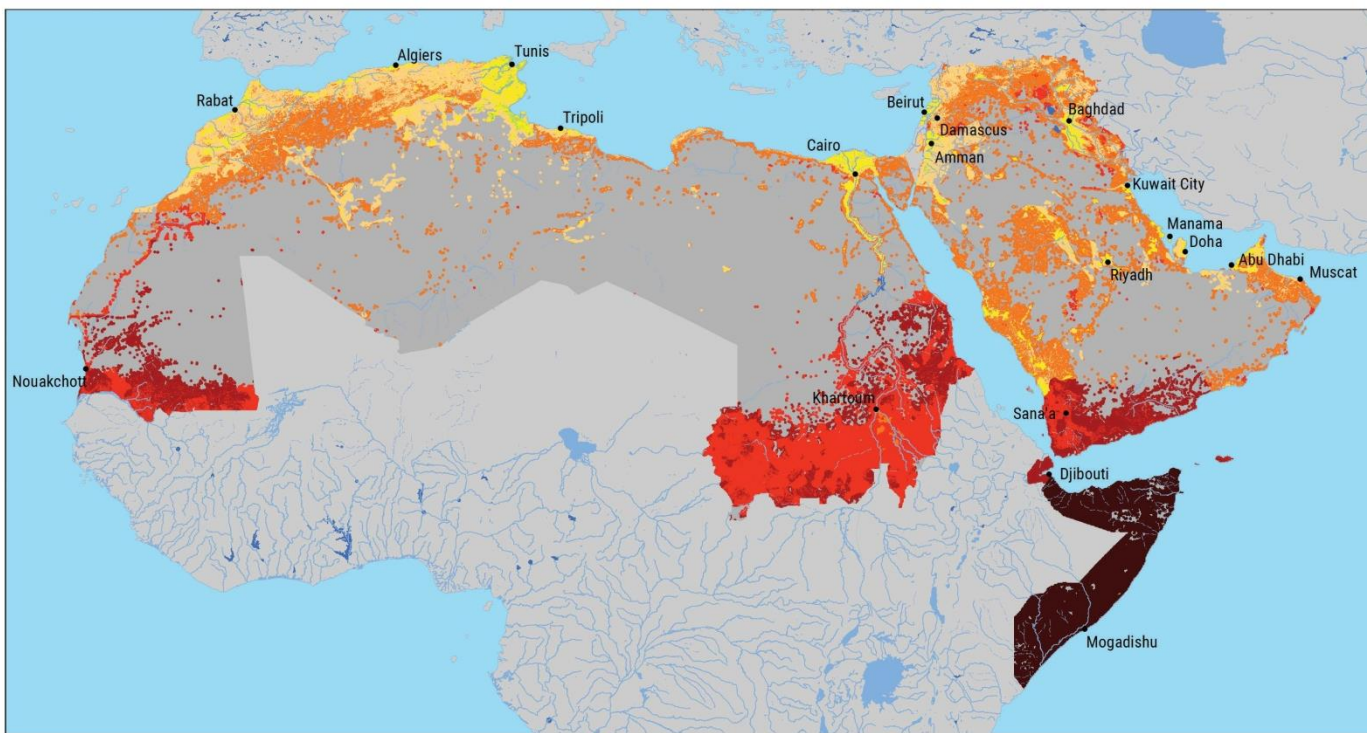 Algiers
Tunis
Rabat
Tripoli
Beirut
Baghdad
Damascus
Cairo
Amman
Kuwait City
Manama
Doha
Abu Dhabi
Riyadh
Muscat
Nouakchott
Khartoum
Sana'a
Djibouti
Mogadishu